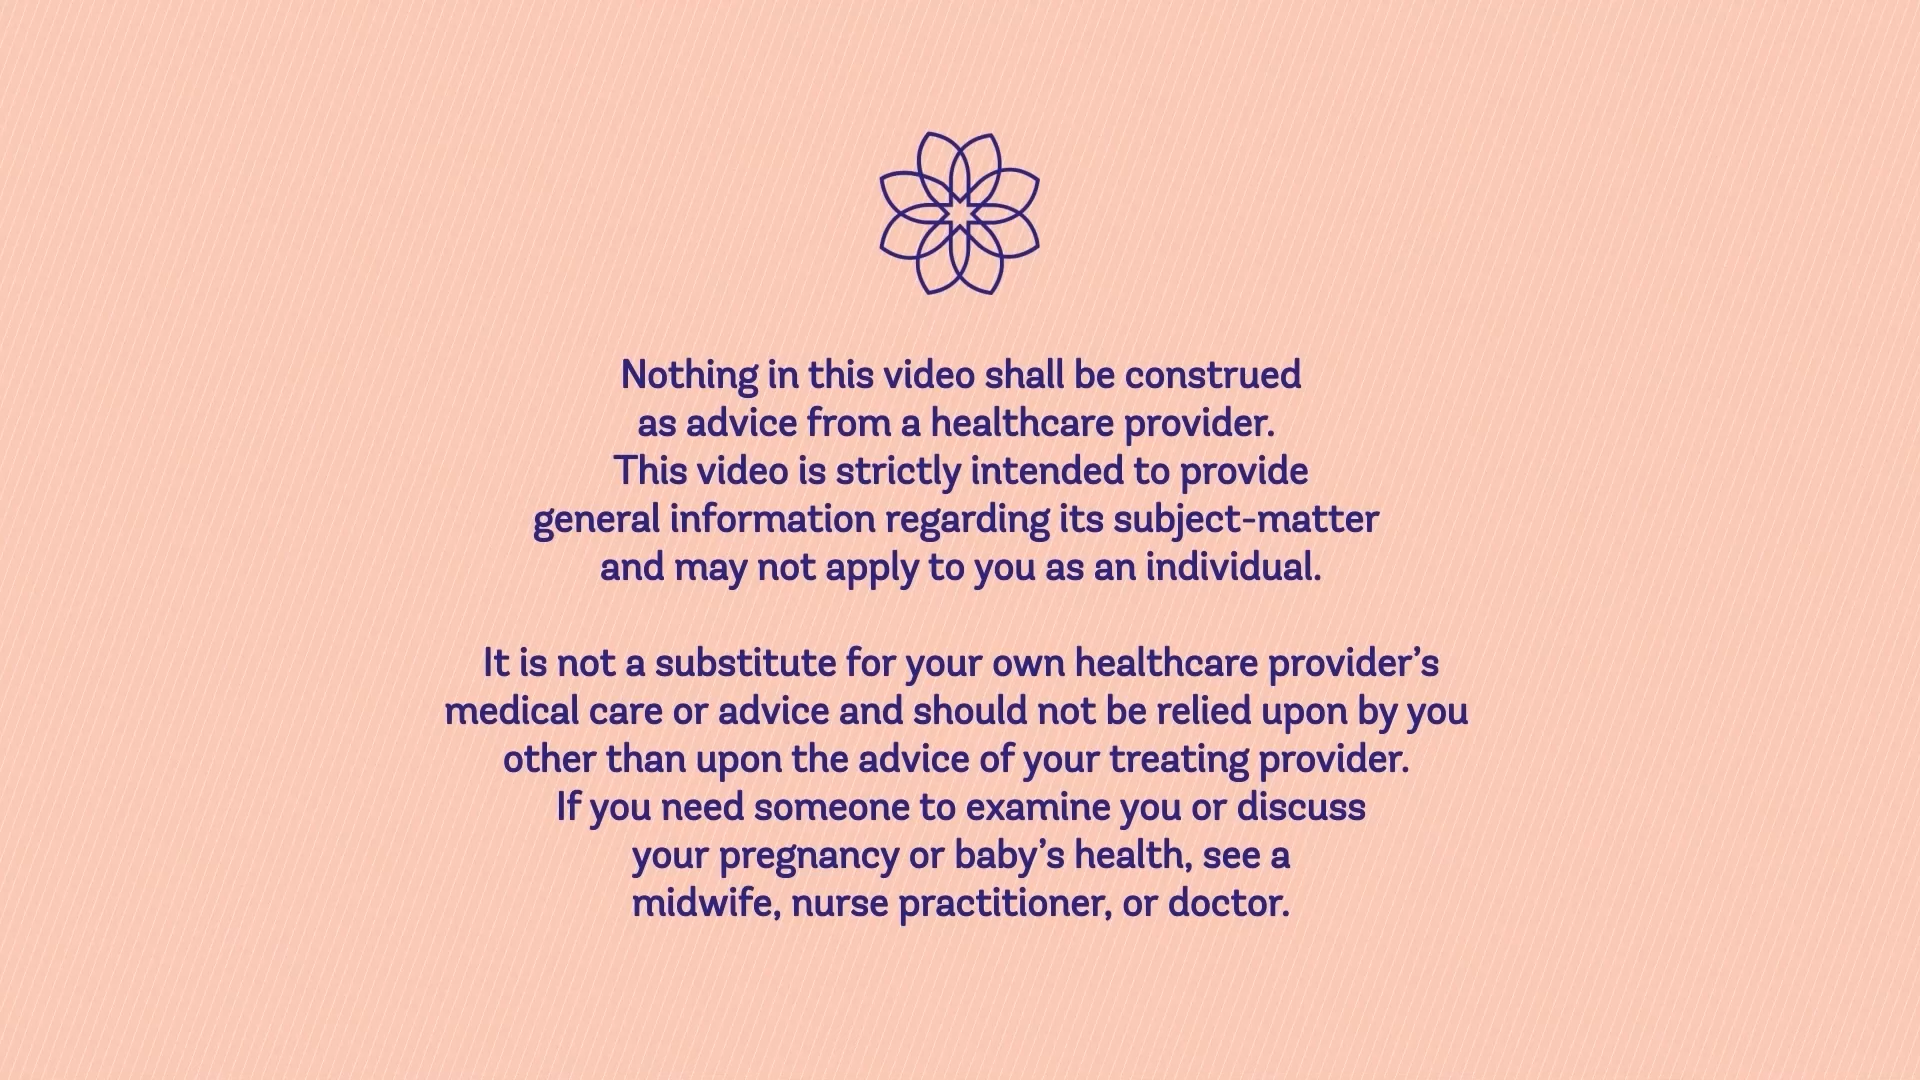 Nothing in this video shall be construed
as advice from a healthcare provider.
This video is strictly intended to provide
general information regarding its subject-matter
and may not apply to you as an individual.
It is not a substitute for your own healthcare provider’s
medical care or advice and should not be relied upon by you
other than upon the advice of your treating provider.
If you need someone to examine you or discuss
your pregnancy or baby’s health, see a
midwife, nurse practitioner, or doctor.